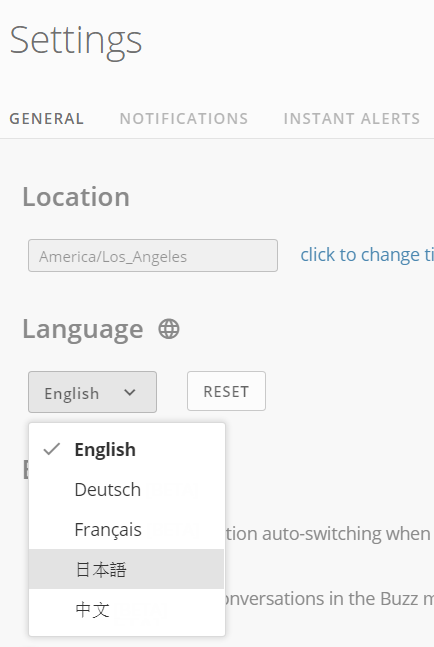 Settings
GENERAL NOTIFICATIONS INSTANT ALERTS
Location
America/Los_Angeles click to change ti
Language
English RESET
English
Deutsch
Français
tion auto-switching when
日本語
中文
onversations in the Buzz m